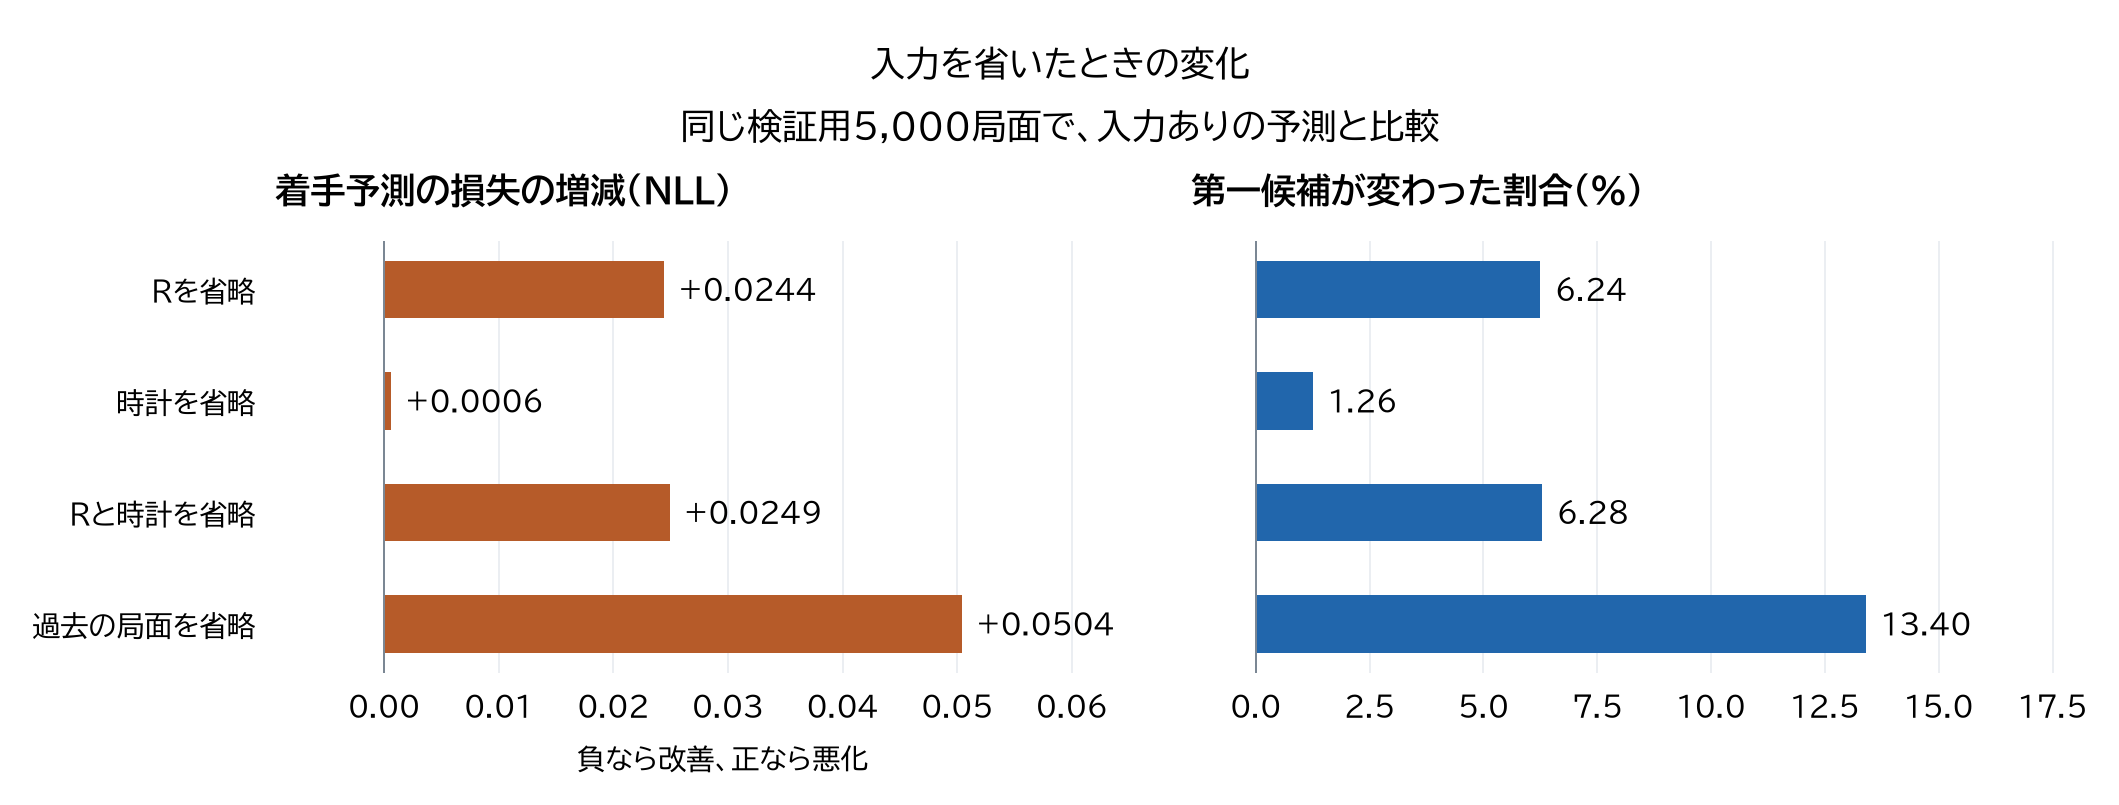 入力を省いたときの変化
同じ検証用5,000局面で、入力ありの予測と比較
着手予測の損失の増減(NLL)
Rを省略
+0.0244
時計を省略
+0.0006
Rと時計を省略
+0.0249
過去の局面を省略
+0.0504
0.00 0.01 0.02 0.03 0.04 0.05 0.06
負なら改善、正なら悪化
第一候補が変わった割合(%)
6.24
1.26
6.28
13.40
0.0 2.5 5.0 7.5 10.0 12.5 15.0 17.5